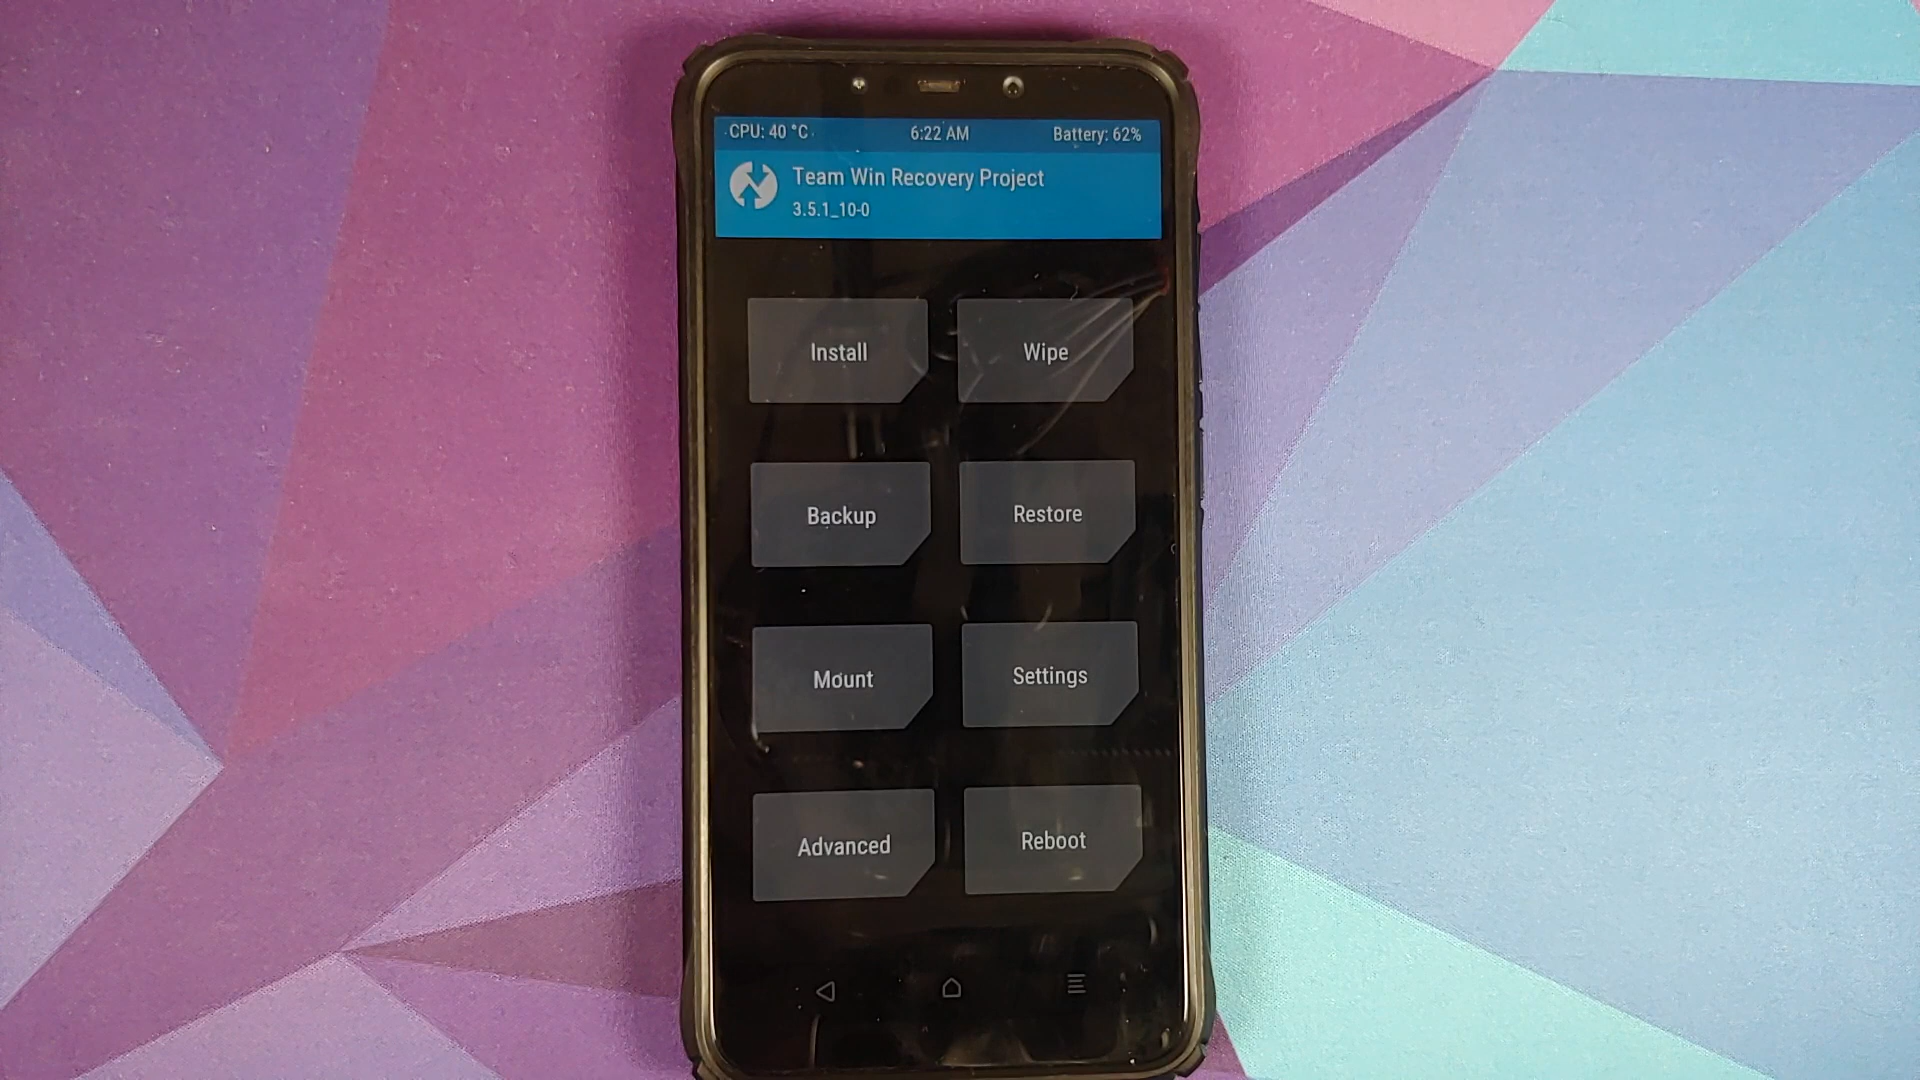 CPU: 40 °C 6:22 AM Battery: 62%
Team Win Recovery Project
3.5.1_10-0
Install Wipe
Backup Restore
Mount Settings
Advanced Reboot